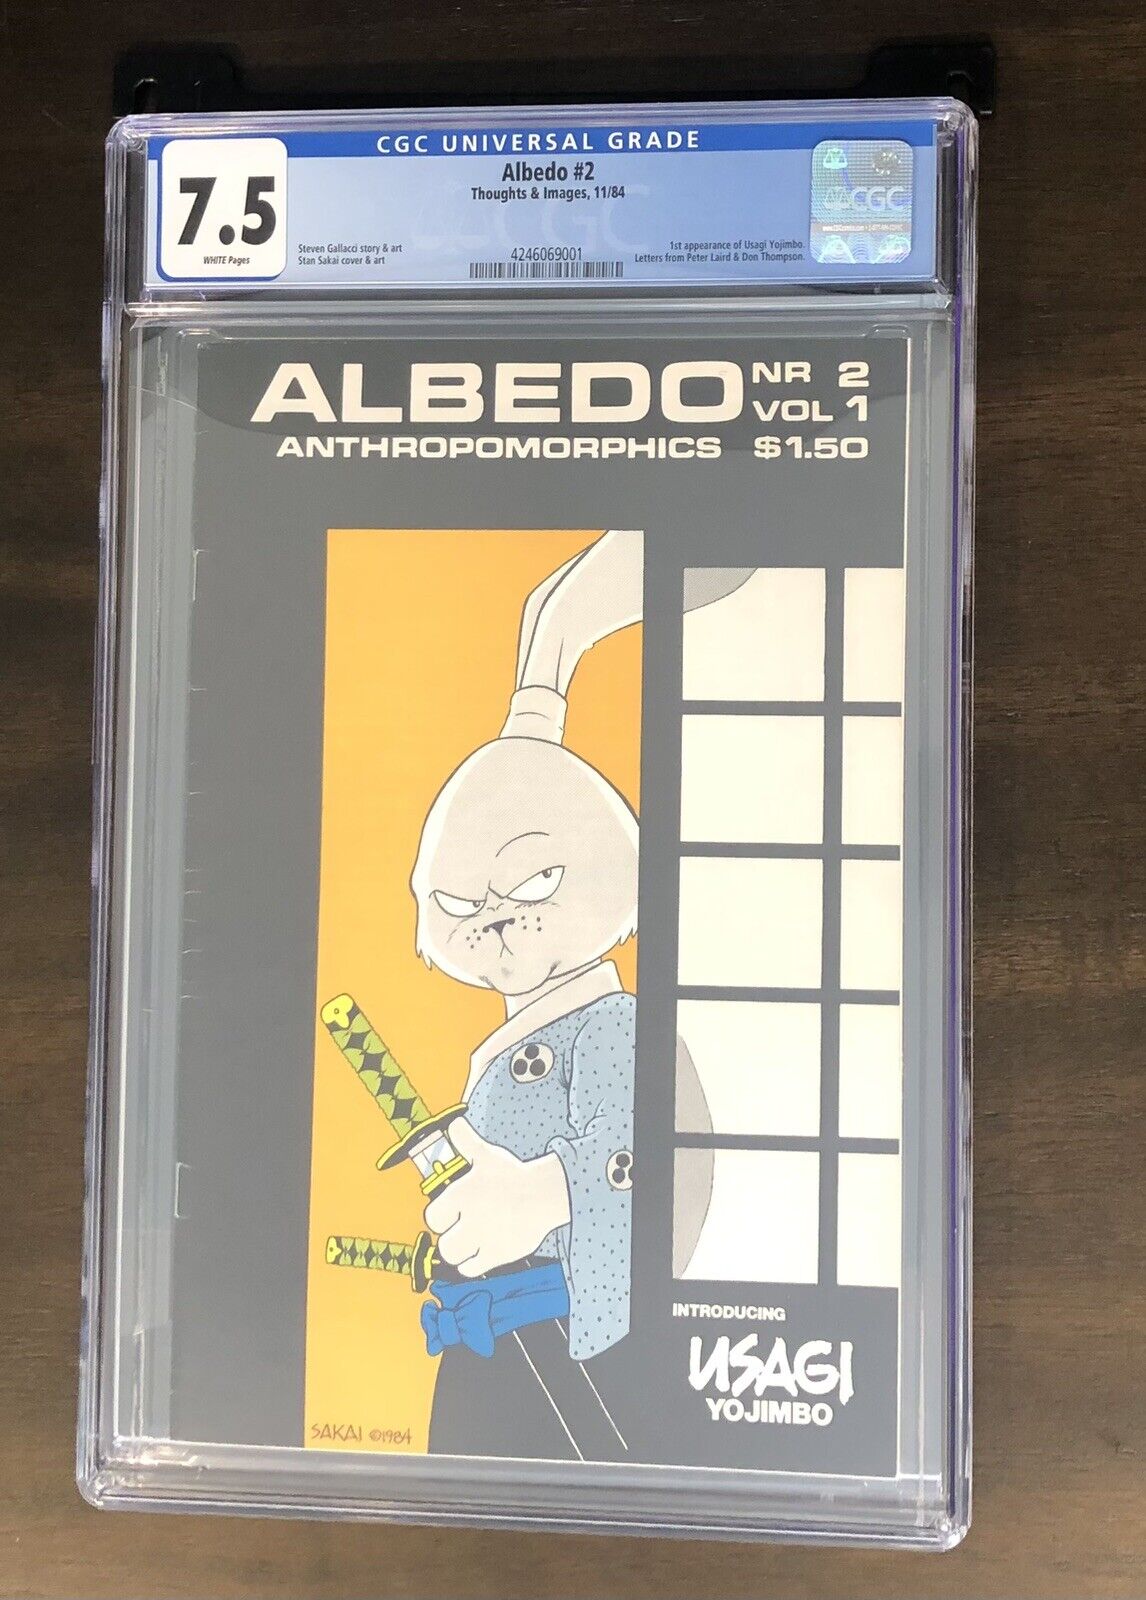 CGC UNIVERSAL GRADE
7.5
WHITE Pages
Albedo #2
Thoughts & Images, 11/84
Steven Gallacci story & art
Stan Sakai cover & art
4246069001
1st appearance of Usagi Yojimbo.
Letters from Peter Laird & Don Thompson.
CGC
CGC
ALBEDO
NR 2
VOL 1
ANTHROPOMORPHICS $1.50
INTRODUCING
USAGI
YOJIMBO
SAKAI ©1984